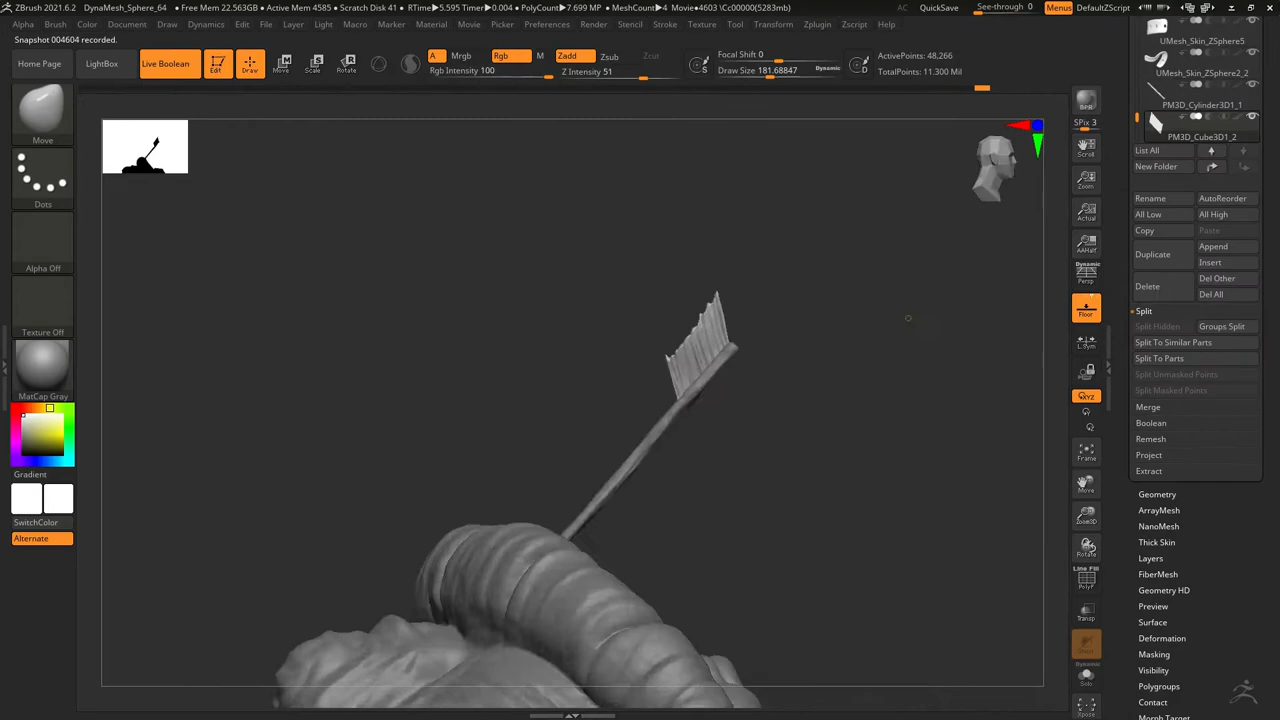 ZBrush 2021.6.2 DynaMesh_Sphere_64 • Free Mem 22.563GB • Active Mem 4585 • Scratch Disk 41 • RTime▶5.595 Timer▶0.004 • PolyCount▶7.699 MP • MeshCount▶4 Movie●4603 \Cc00000(5283mb) AC QuickSave See-through 0 Menus DefaultZScript
Alpha Brush Color Document Draw Dynamics Edit File Layer Light Macro Marker Material Movie Picker Preferences Render Stencil Stroke Texture Tool Transform Zplugin Zscript Help
Snapshot 004604 recorded.
Home Page
LightBox
Live Boolean
Edit
Draw
Move
Scale
Rotate
A Mrgb Rgb M Zadd Zsub Zcut
Rgb Intensity 100
Z Intensity 51
S
Focal Shift 0
Draw Size 181.68847 Dynamic
D
ActivePoints: 48,266
TotalPoints: 11.300 Mil
Move
Dots
Alpha Off
Texture Off
MatCap Gray
Gradient
SwitchColor
Alternate
BPR
SPix 3
Scroll
Zoom
Actual
AAHalf
Dynamic
Persp
Floor
L.Sym
XYZ
Frame
Move
Zoom3D
Rotate
Line Fill
PolyF
Transp
Dynamic
Solo
Xpose
UMesh_Skin_ZSphere5
UMesh_Skin_ZSphere2_2
PM3D_Cylinder3D1_1
PM3D_Cube3D1_2
List All
New Folder
Rename AutoReorder
All Low All High
Copy Paste
Duplicate Append
Insert
Delete Del Other
Del All
Split
Split Hidden Groups Split
Split To Similar Parts
Split To Parts
Split Unmasked Points
Split Masked Points
Merge
Boolean
Remesh
Project
Extract
Geometry
ArrayMesh
NanoMesh
Thick Skin
Layers
FiberMesh
Geometry HD
Preview
Surface
Deformation
Masking
Visibility
Polygroups
Contact
Morph Target